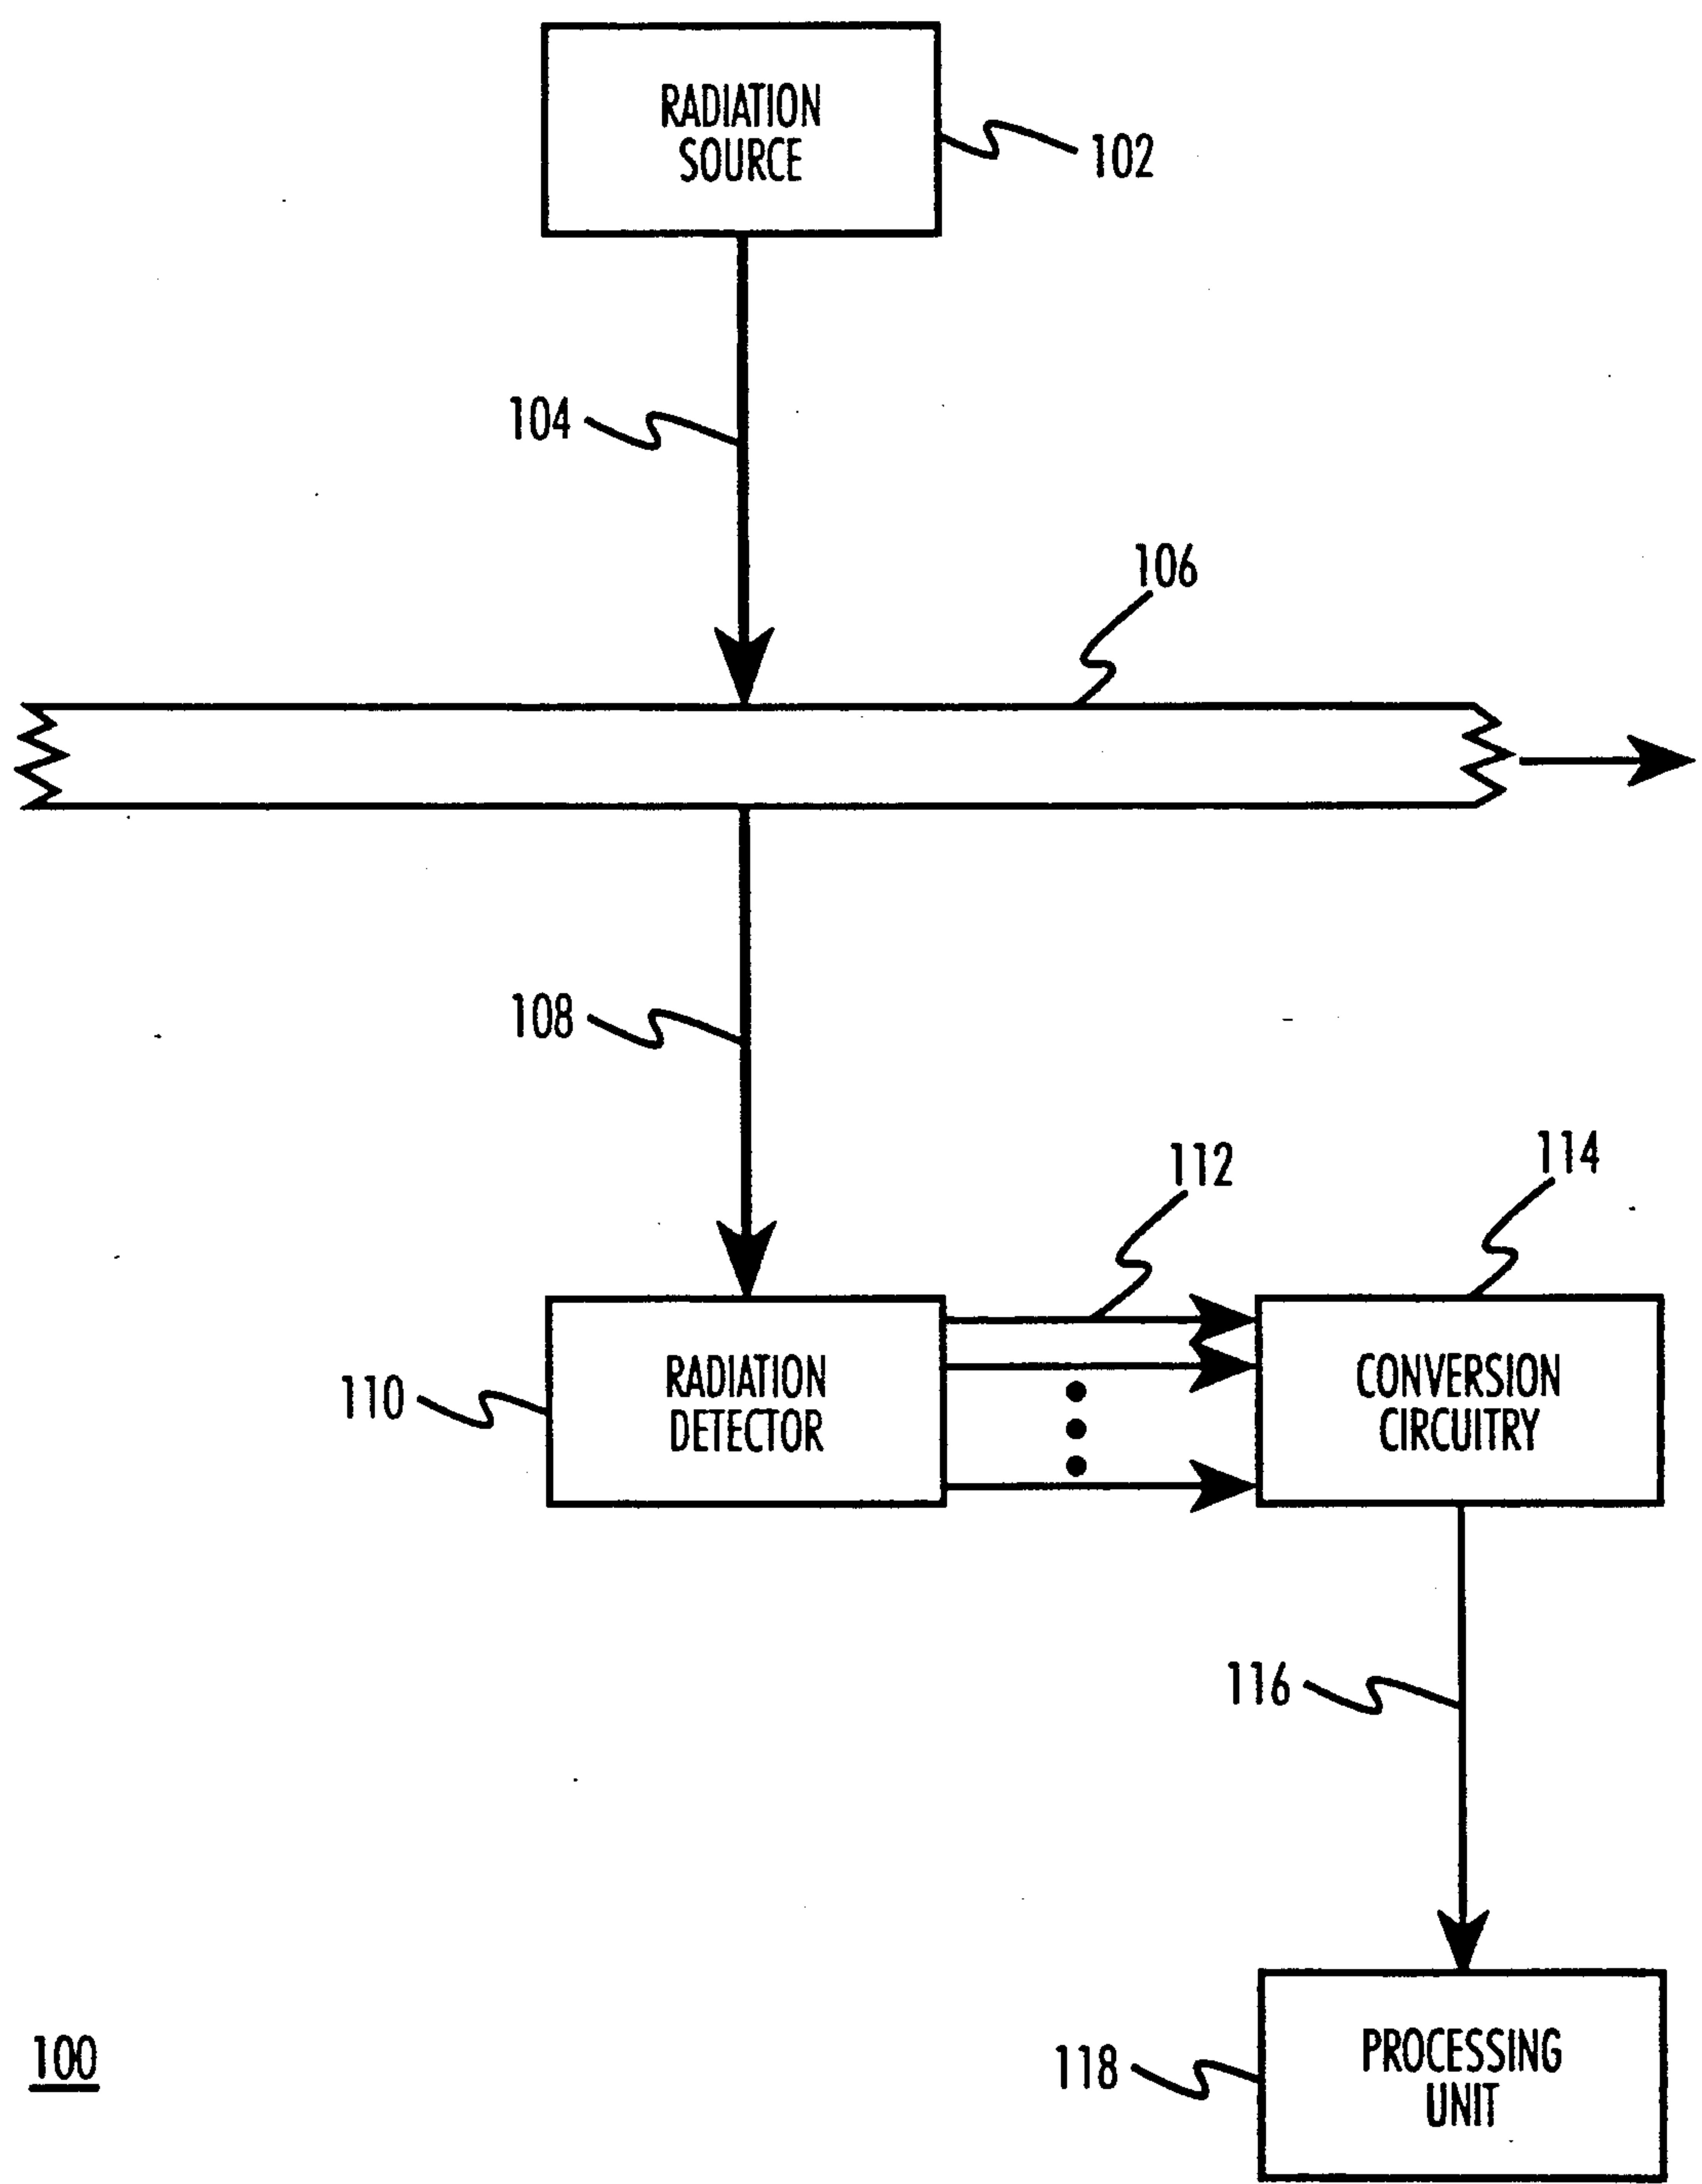 RADIATION
SOURCE
102
104
106
108
112
114
110
RADIATION
DETECTOR
CONVERSION
CIRCUITRY
116
100
118
PROCESSING
UNIT